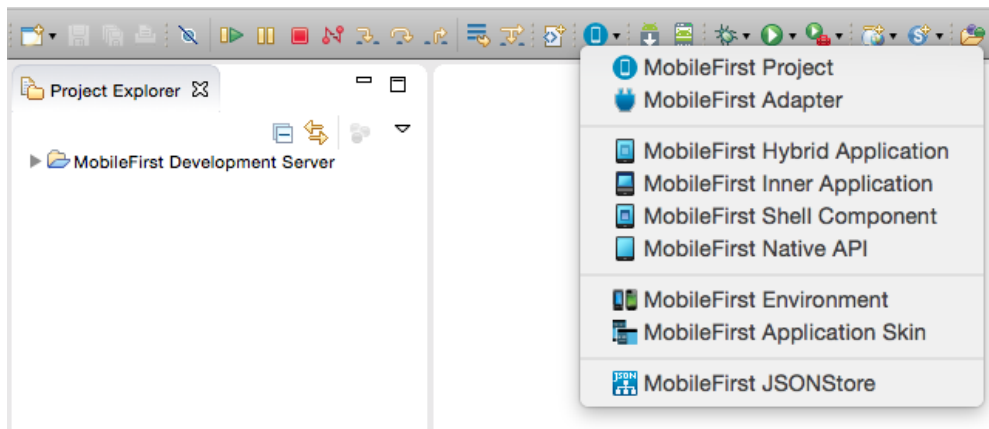 Project Explorer
MobileFirst Development Server
MobileFirst Project
MobileFirst Adapter
MobileFirst Hybrid Application
MobileFirst Inner Application
MobileFirst Shell Component
MobileFirst Native API
MobileFirst Environment
MobileFirst Application Skin
JSON
MobileFirst JSONStore